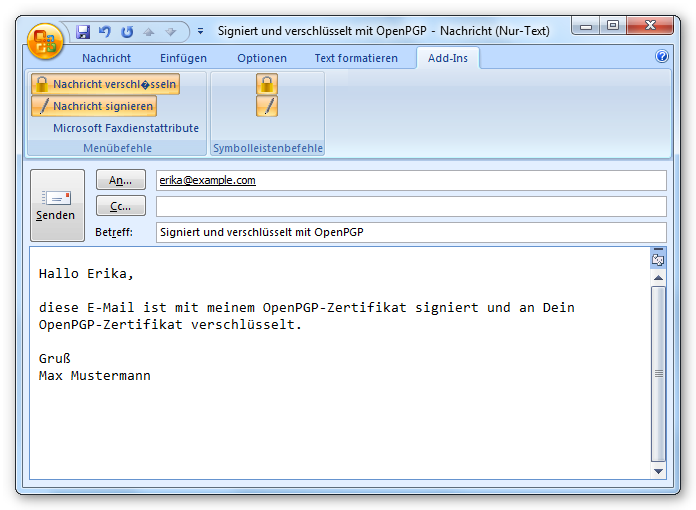 Signiert und verschlüsselt mit OpenPGP - Nachricht (Nur-Text)
Nachricht Einfügen Optionen Text formatieren Add-Ins
Nachricht verschl�sseln
Nachricht signieren
Microsoft Faxdienstattribute
Menübefehle Symbolleistenbefehle
An... erika@example.com
Cc...
Senden
Betreff: Signiert und verschlüsselt mit OpenPGP
Hallo Erika,
diese E-Mail ist mit meinem OpenPGP-Zertifikat signiert und an Dein
OpenPGP-Zertifikat verschlüsselt.
Gruß
Max Mustermann